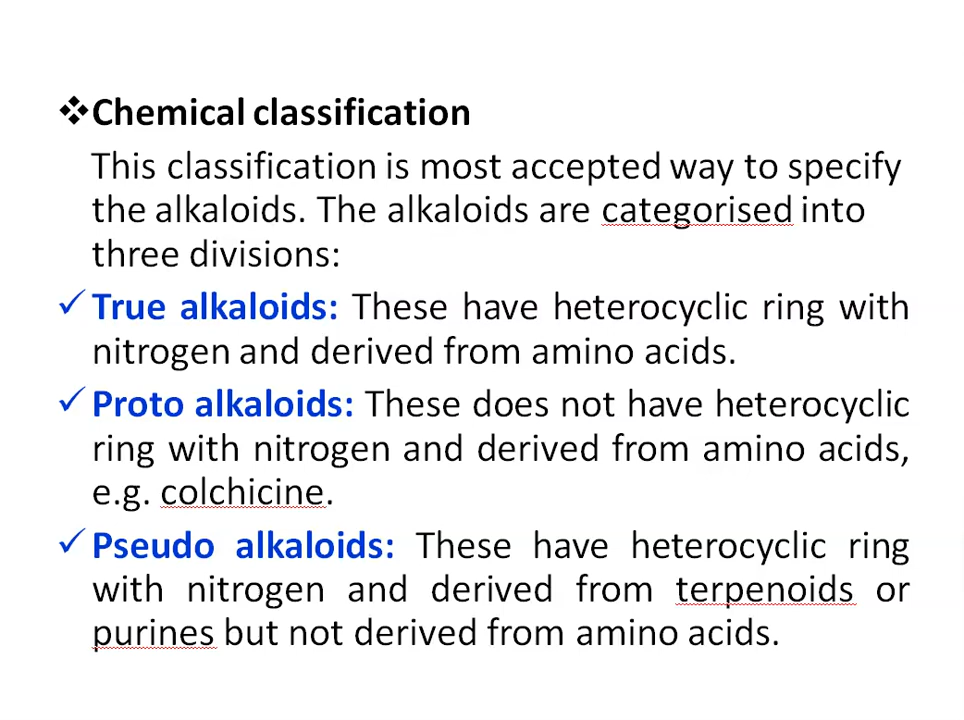 ❖Chemical classification
This classification is most accepted way to specify
the alkaloids. The alkaloids are categorised into
three divisions:
✓ True alkaloids: These have heterocyclic ring with
nitrogen and derived from amino acids.
✓ Proto alkaloids: These does not have heterocyclic
ring with nitrogen and derived from amino acids,
e.g. colchicine.
✓ Pseudo alkaloids: These have heterocyclic ring
with nitrogen and derived from terpenoids or
purines but not derived from amino acids.